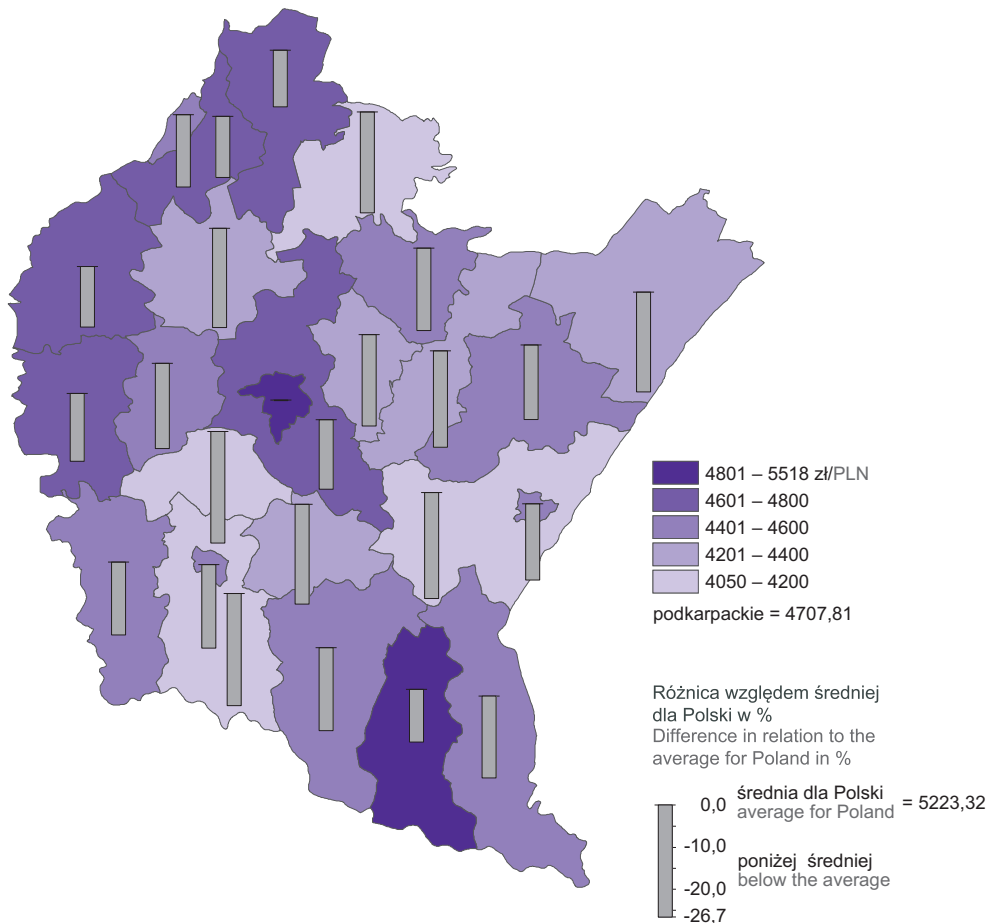 4801 – 5518 zł/PLN
4601 – 4800
4401 – 4600
4201 – 4400
4050 – 4200
podkarpackie = 4707,81
Różnica względem średniej
dla Polski w %
Difference in relation to the
average for Poland in %
0,0 średnia dla Polski
average for Poland = 5223,32
-10,0
poniżej średniej
below the average
-20,0
-26,7